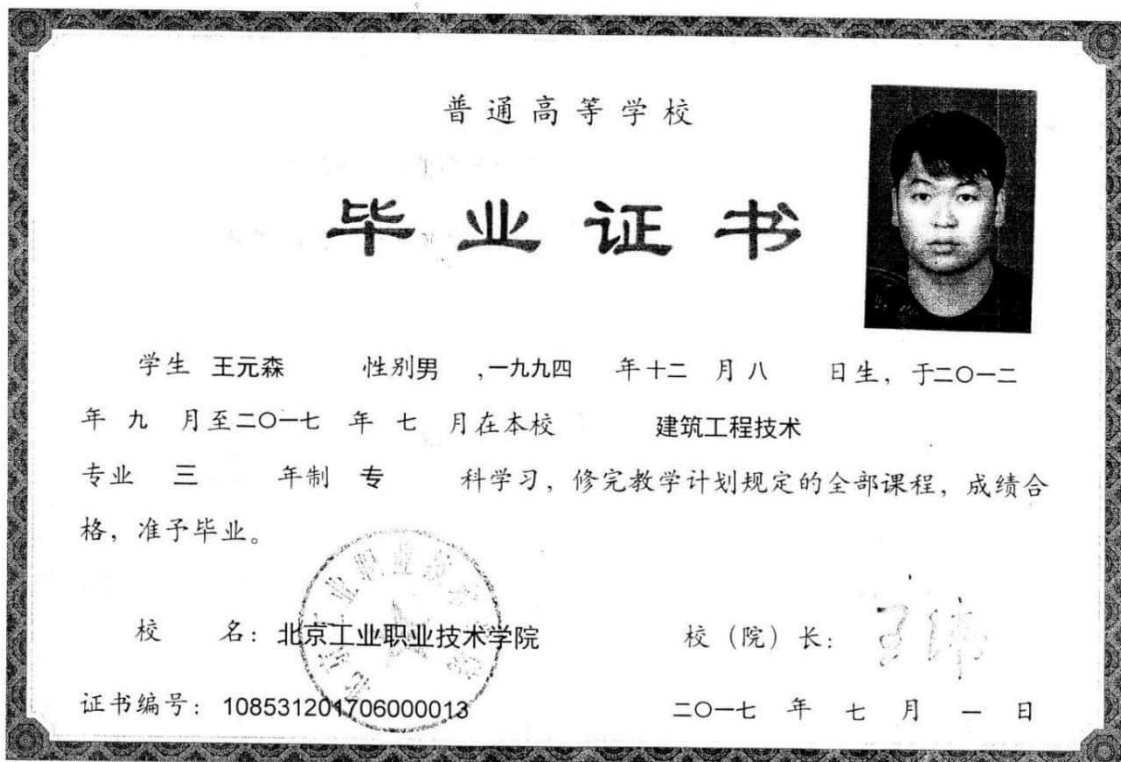 普通高等学校
毕业证书
学生 王元森 性别男 ,一九九四 年十二 月八 日生, 于二〇一二
年 九 月至二〇一七 年 七 月在本校 建筑工程技术
专业 三 年制 专 科学习, 修完教学计划规定的全部课程, 成绩合
格, 准予毕业。
校 名: 北京工业职业技术学院 校 (院) 长:
证书编号: 108531201706000013 二〇一七 年 七 月 一 日